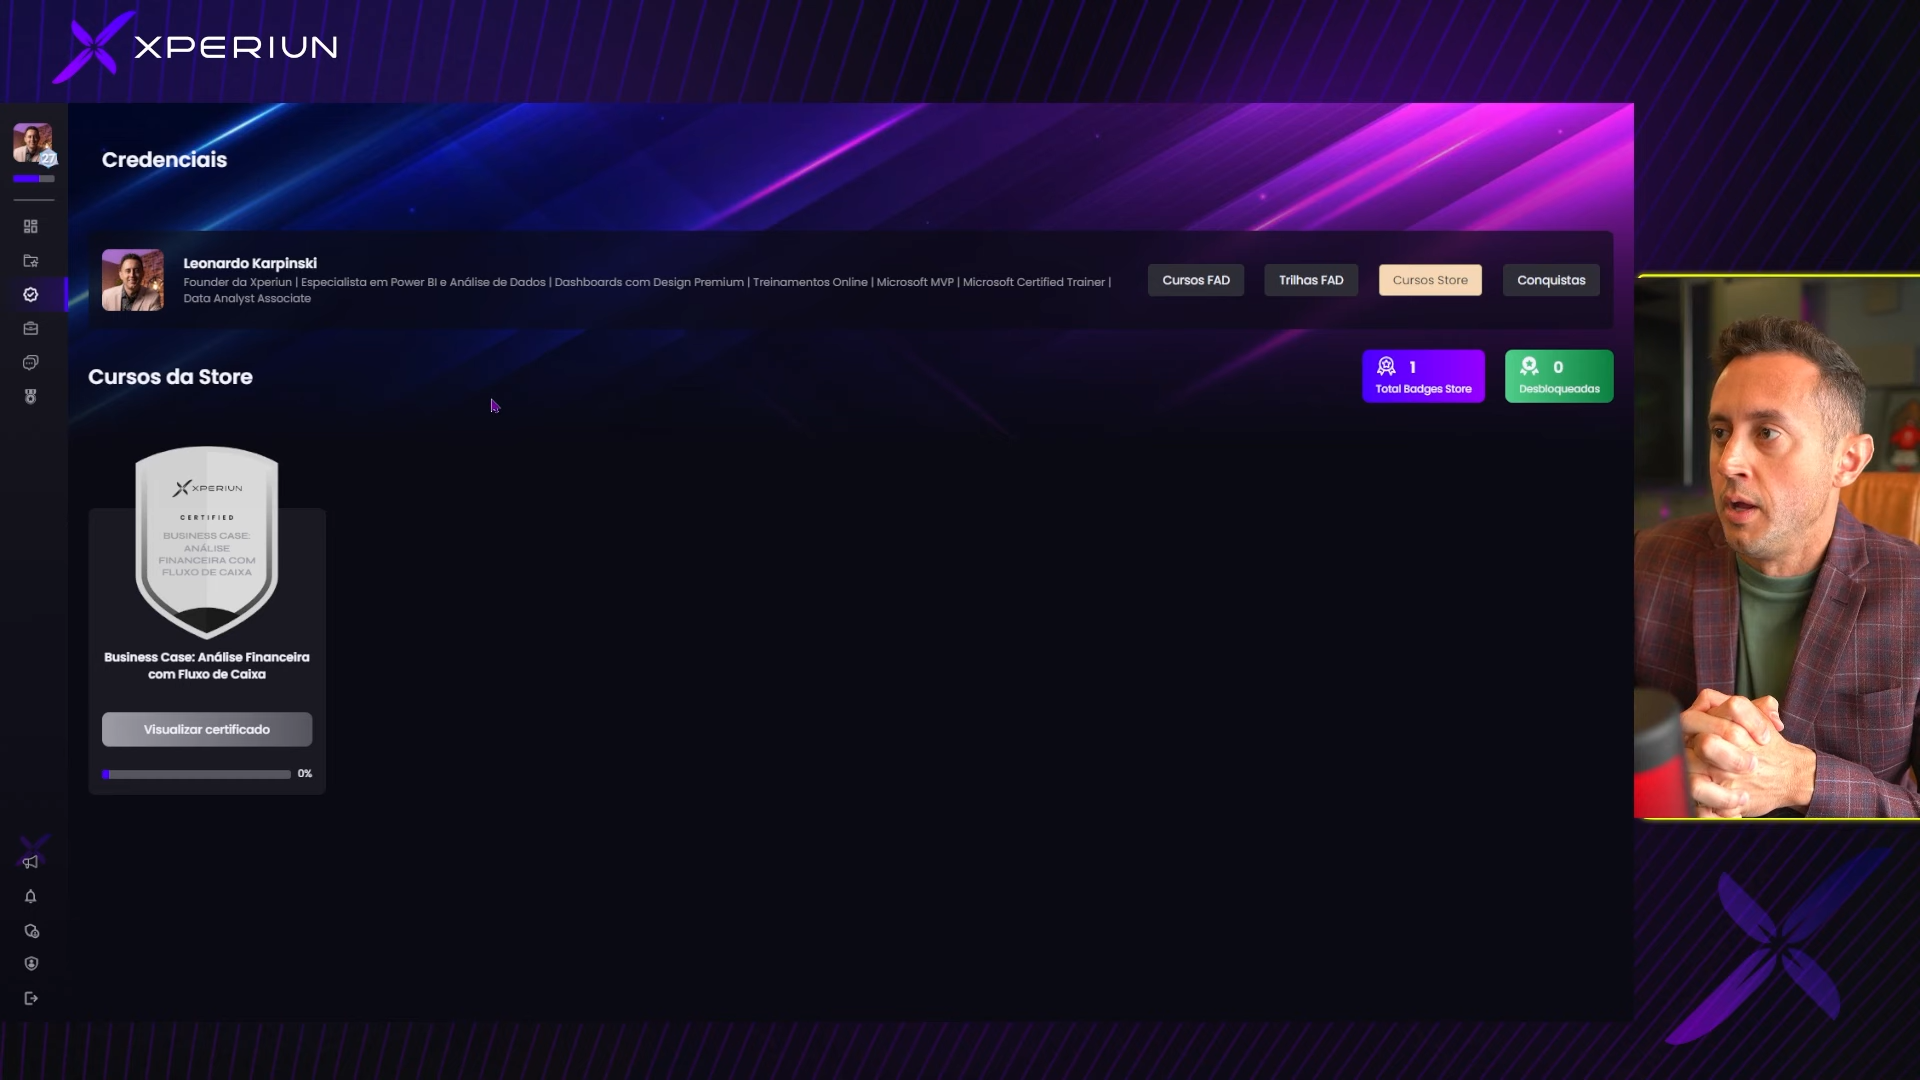 XPERIUN
27
Credenciais
Leonardo Karpinski
Founder da Xperiun | Especialista em Power BI e Análise de Dados | Dashboards com Design Premium | Treinamentos Online | Microsoft MVP | Microsoft Certified Trainer |
Data Analyst Associate
Cursos FAD
Trilhas FAD
Cursos Store
Conquistas
Cursos da Store
1
Total Badges Store
0
Desbloqueadas
XPERIUN
CERTIFIED
BUSINESS CASE:
ANÁLISE
FINANCEIRA COM
FLUXO DE CAIXA
Business Case: Análise Financeira
com Fluxo de Caixa
Visualizar certificado
0%